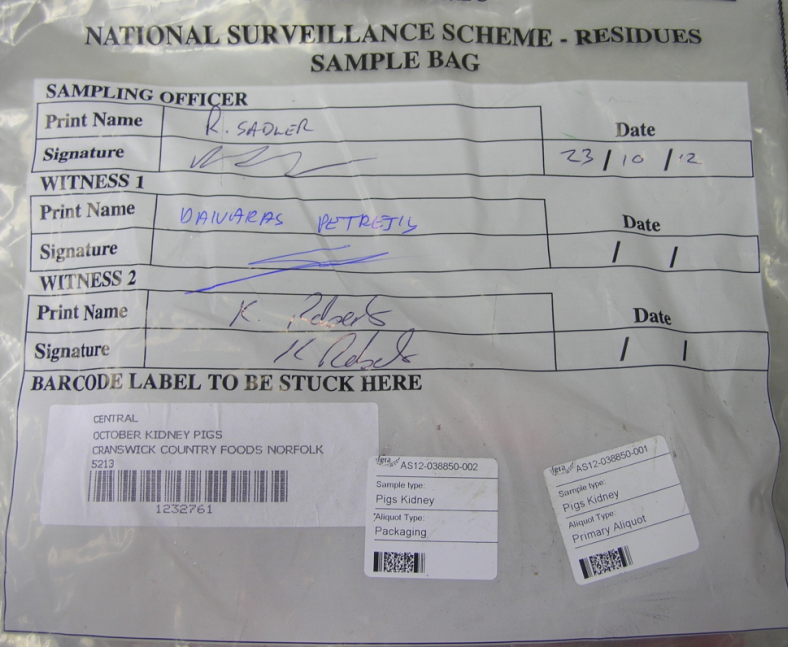 NATIONAL SURVEILLANCE SCHEME - RESIDUES
SAMPLE BAG
SAMPLING OFFICER
Print Name R. SADLER Date
Signature 23 / 10 / 12
WITNESS 1
Print Name DAIVARAS Date
Signature / /
WITNESS 2
Print Name K. Roberts Date
Signature K Roberts / /
BARCODE LABEL TO BE STUCK HERE
CENTRAL
OCTOBER KIDNEY PIGS
CRANSWICK COUNTRY FOODS NORFOLK
5213
1232761
fera AS12-038850-002
Sample type:
Pigs Kidney
Aliquot Type:
Packaging
fera AS12-038850-001
Sample type:
Pigs Kidney
Aliquot Type:
Primary Aliquot